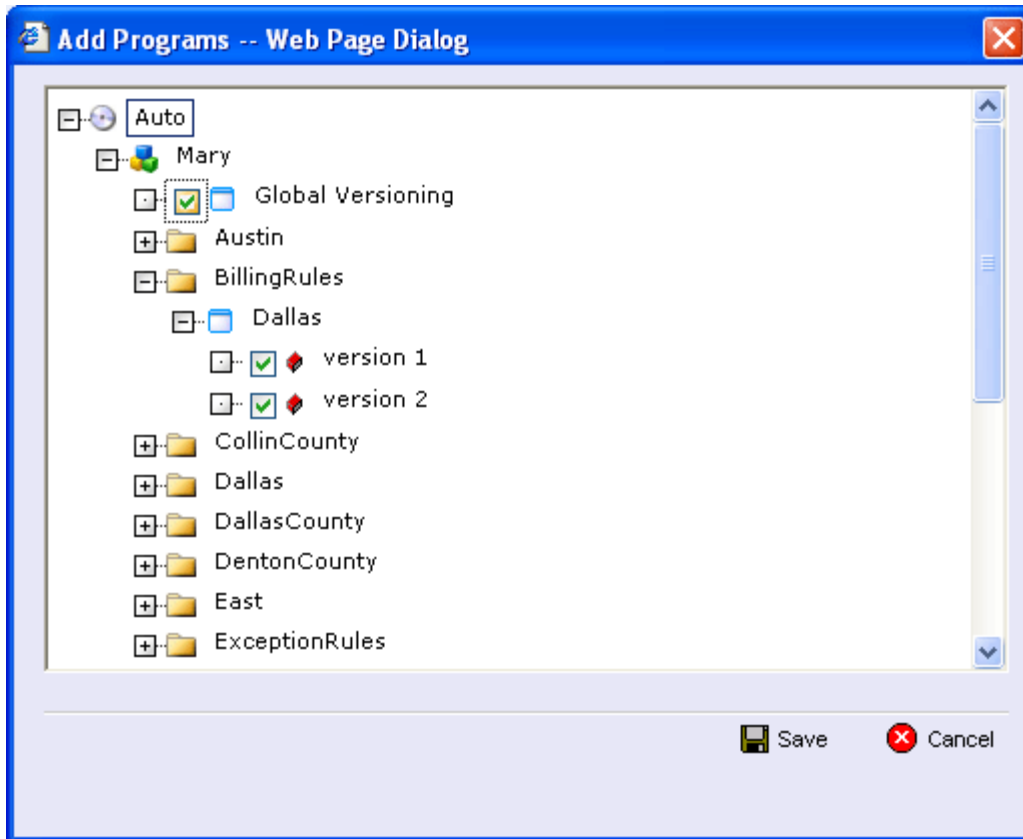 Add Programs -- Web Page Dialog
Auto
Mary
Global Versioning
Austin
BillingRules
Dallas
version 1
version 2
CollinCounty
Dallas
DallasCounty
DentonCounty
East
ExceptionRules
Save Cancel